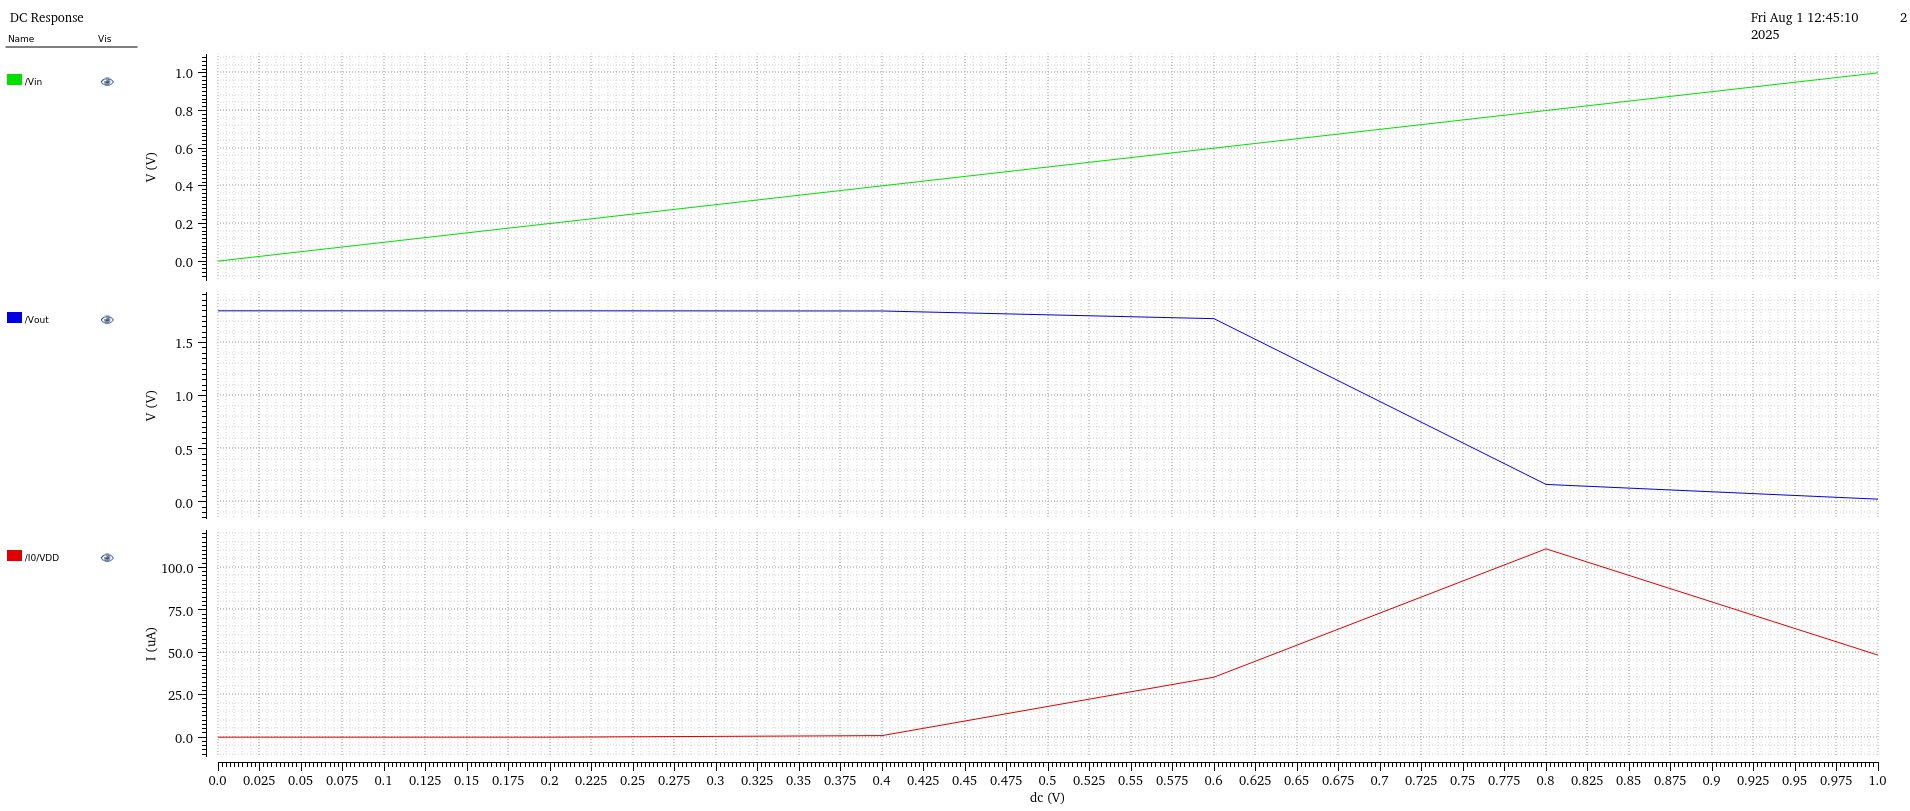 DC Response
Fri Aug 1 12:45:10 2
2025
Name Vis
/Vin
V (V)
1.0
0.8
0.6
0.4
0.2
0.0
/Vout
V (V)
1.5
1.0
0.5
0.0
/I0/VDD
I (uA)
100.0
75.0
50.0
25.0
0.0
0.0 0.025 0.05 0.075 0.1 0.125 0.15 0.175 0.2 0.225 0.25 0.275 0.3 0.325 0.35 0.375 0.4 0.425 0.45 0.475 0.5 0.525 0.55 0.575 0.6 0.625 0.65 0.675 0.7 0.725 0.75 0.775 0.8 0.825 0.85 0.875 0.9 0.925 0.95 0.975 1.0
dc (V)